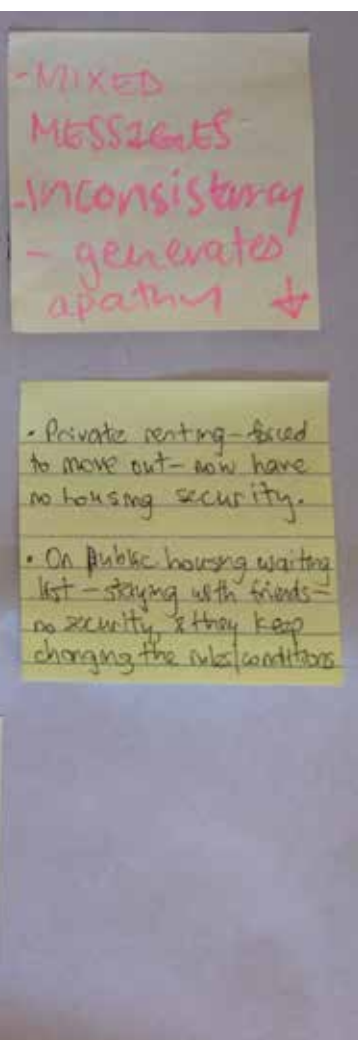 - MIXED
MESSAGES
- Inconsistency
- generates
apathy ↓
• Private renting – forced
to move out – now have
no housing security.
• On public housing waiting
list – staying with friends –
no security, & they keep
changing the rules/conditions